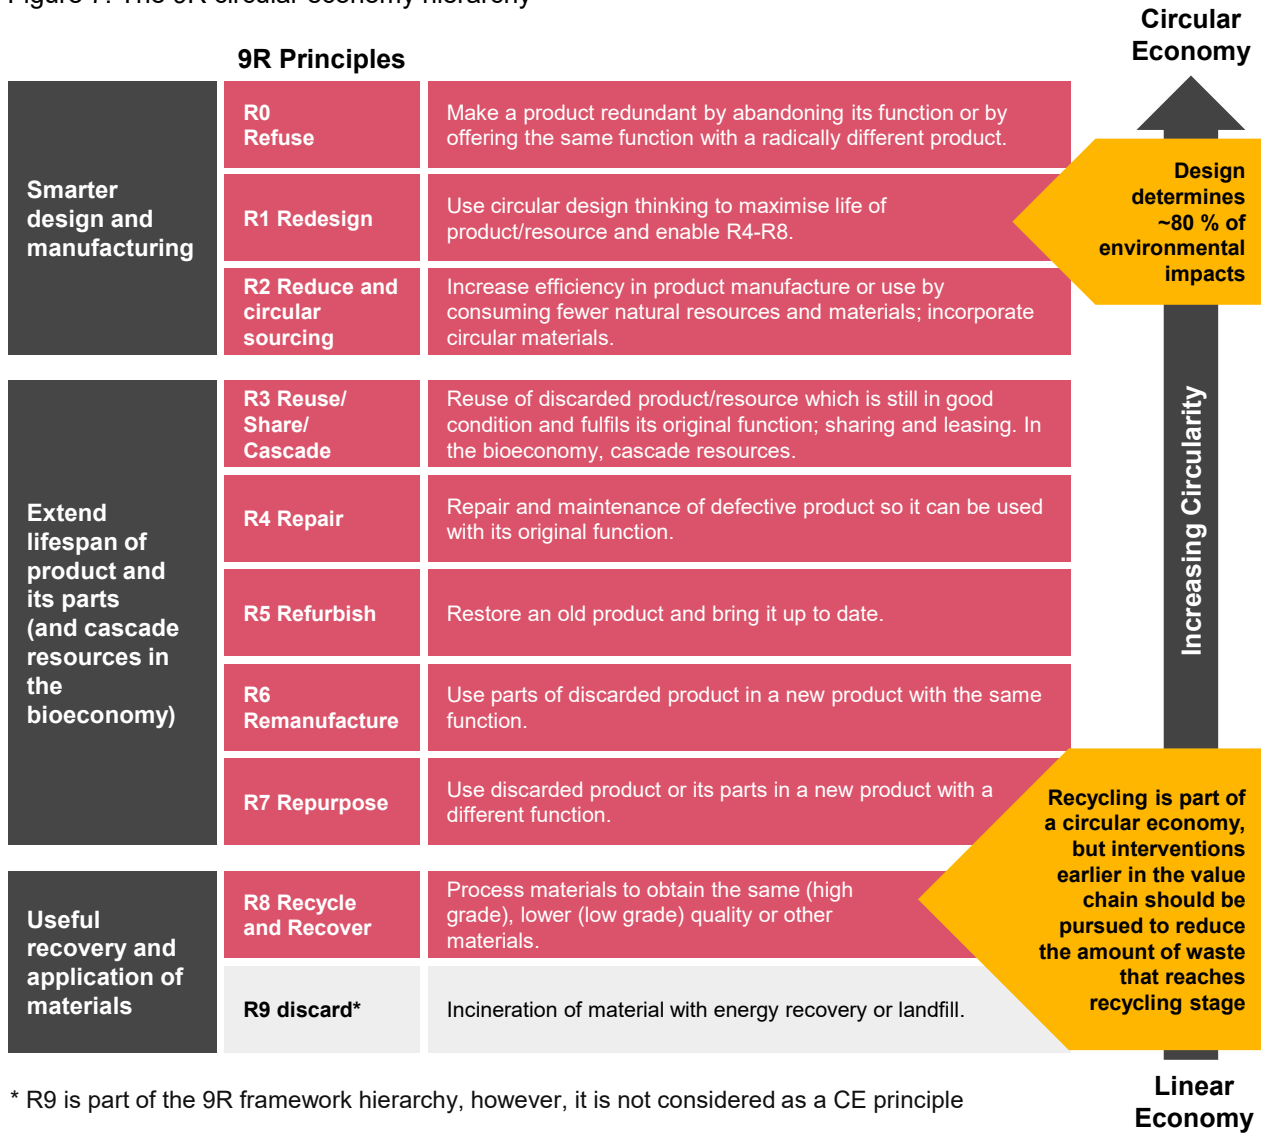 Figure 7: The 9R circular economy hierarchy
Circular
Economy
9R Principles
Smarter
design and
manufacturing
R0
Refuse
Make a product redundant by abandoning its function or by
offering the same function with a radically different product.
R1 Redesign
Use circular design thinking to maximise life of
product/resource and enable R4-R8.
R2 Reduce and
circular
sourcing
Increase efficiency in product manufacture or use by
consuming fewer natural resources and materials; incorporate
circular materials.
Design
determines
~80 % of
environmental
impacts
Extend
lifespan of
product and
its parts
(and cascade
resources in
the
bioeconomy)
R3 Reuse/
Share/
Cascade
Reuse of discarded product/resource which is still in good
condition and fulfils its original function; sharing and leasing. In
the bioeconomy, cascade resources.
R4 Repair
Repair and maintenance of defective product so it can be used
with its original function.
R5 Refurbish
Restore an old product and bring it up to date.
R6
Remanufacture
Use parts of discarded product in a new product with the same
function.
R7 Repurpose
Use discarded product or its parts in a new product with a
different function.
Increasing Circularity
Useful
recovery and
application of
materials
R8 Recycle
and Recover
Process materials to obtain the same (high
grade), lower (low grade) quality or other
materials.
R9 discard*
Incineration of material with energy recovery or landfill.
Recycling is part of
a circular economy,
but interventions
earlier in the value
chain should be
pursued to reduce
the amount of waste
that reaches
recycling stage
Linear
Economy
* R9 is part of the 9R framework hierarchy, however, it is not considered as a CE principle